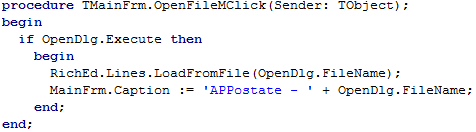 procedure TMainFrm.OpenFileMClick(Sender: TObject);
begin
if OpenDlg.Execute then
begin
RichEd.Lines.LoadFromFile(OpenDlg.FileName);
MainFrm.Caption := 'APPostate - ' + OpenDlg.FileName;
end;
end;